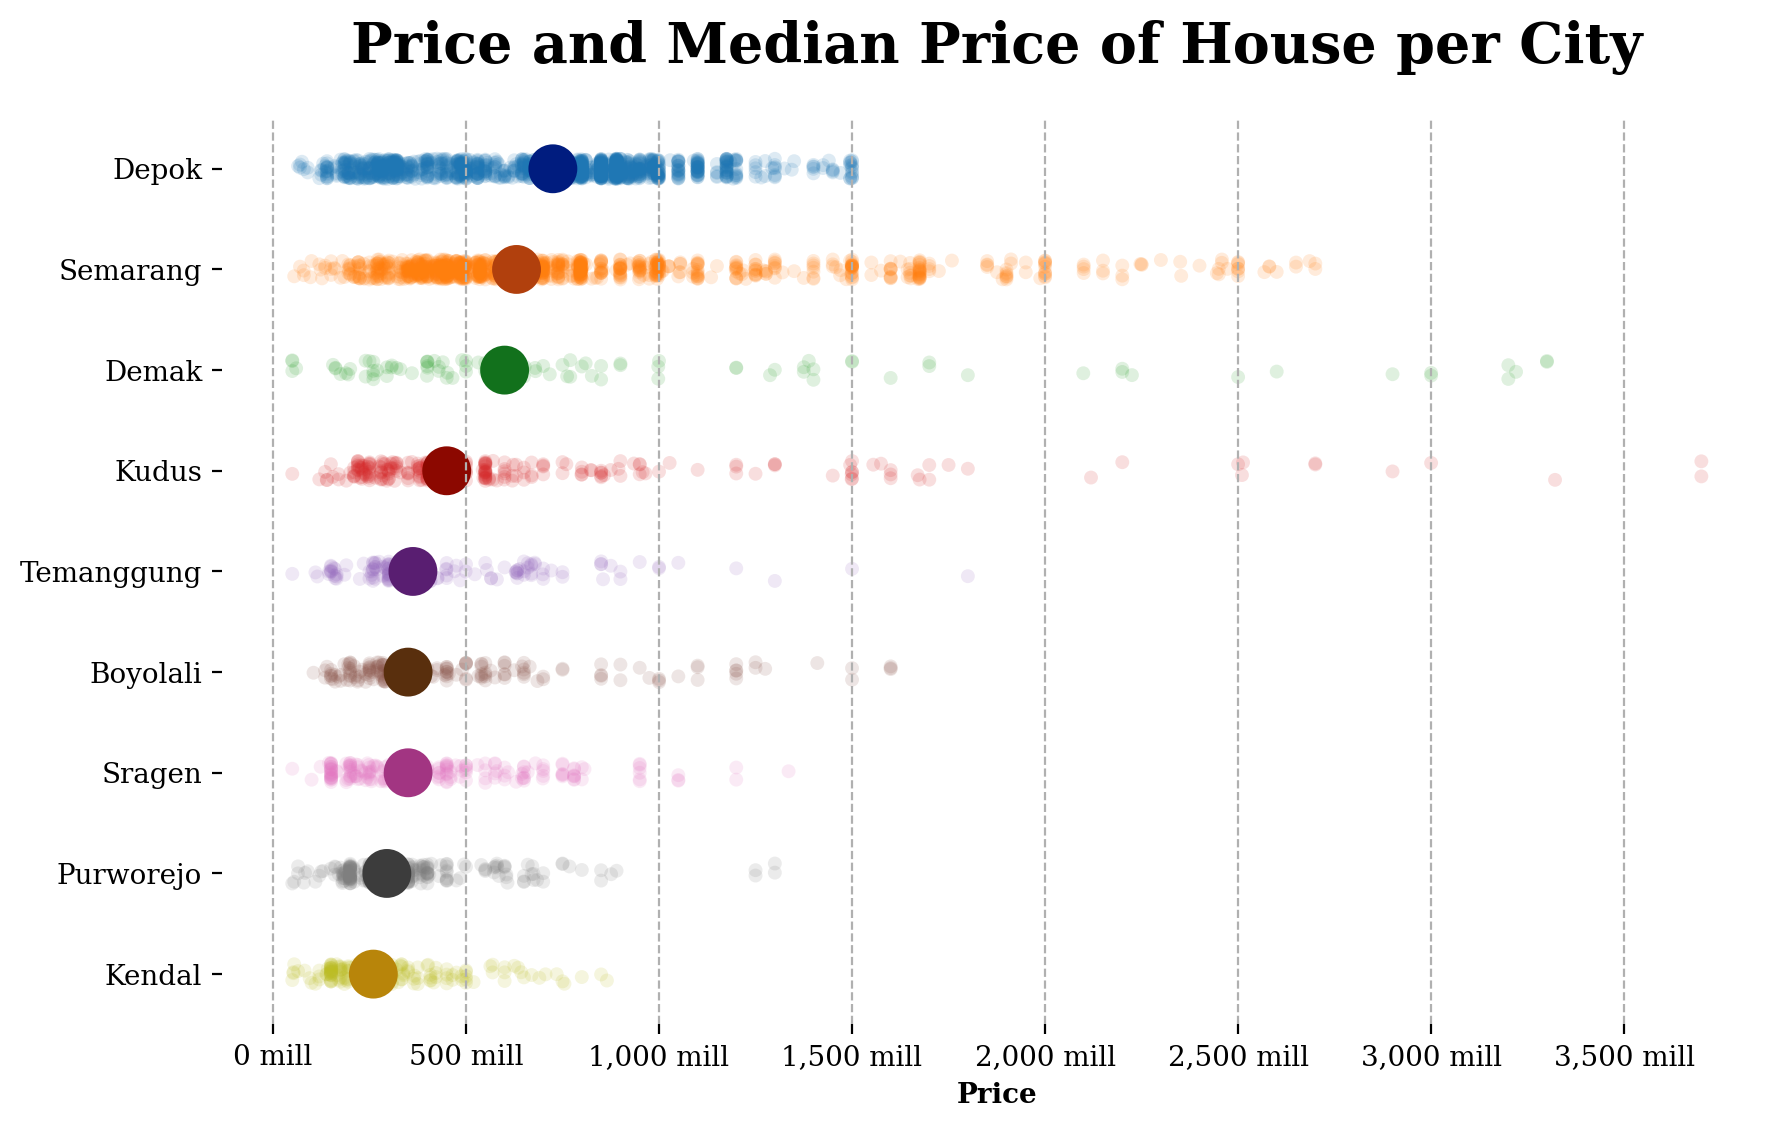 Price and Median Price of House per City
Depok
Semarang
Demak
Kudus
Temanggung
Boyolali
Sragen
Purworejo
Kendal
0 mill
500 mill
1,000 mill
1,500 mill
2,000 mill
2,500 mill
3,000 mill
3,500 mill
Price